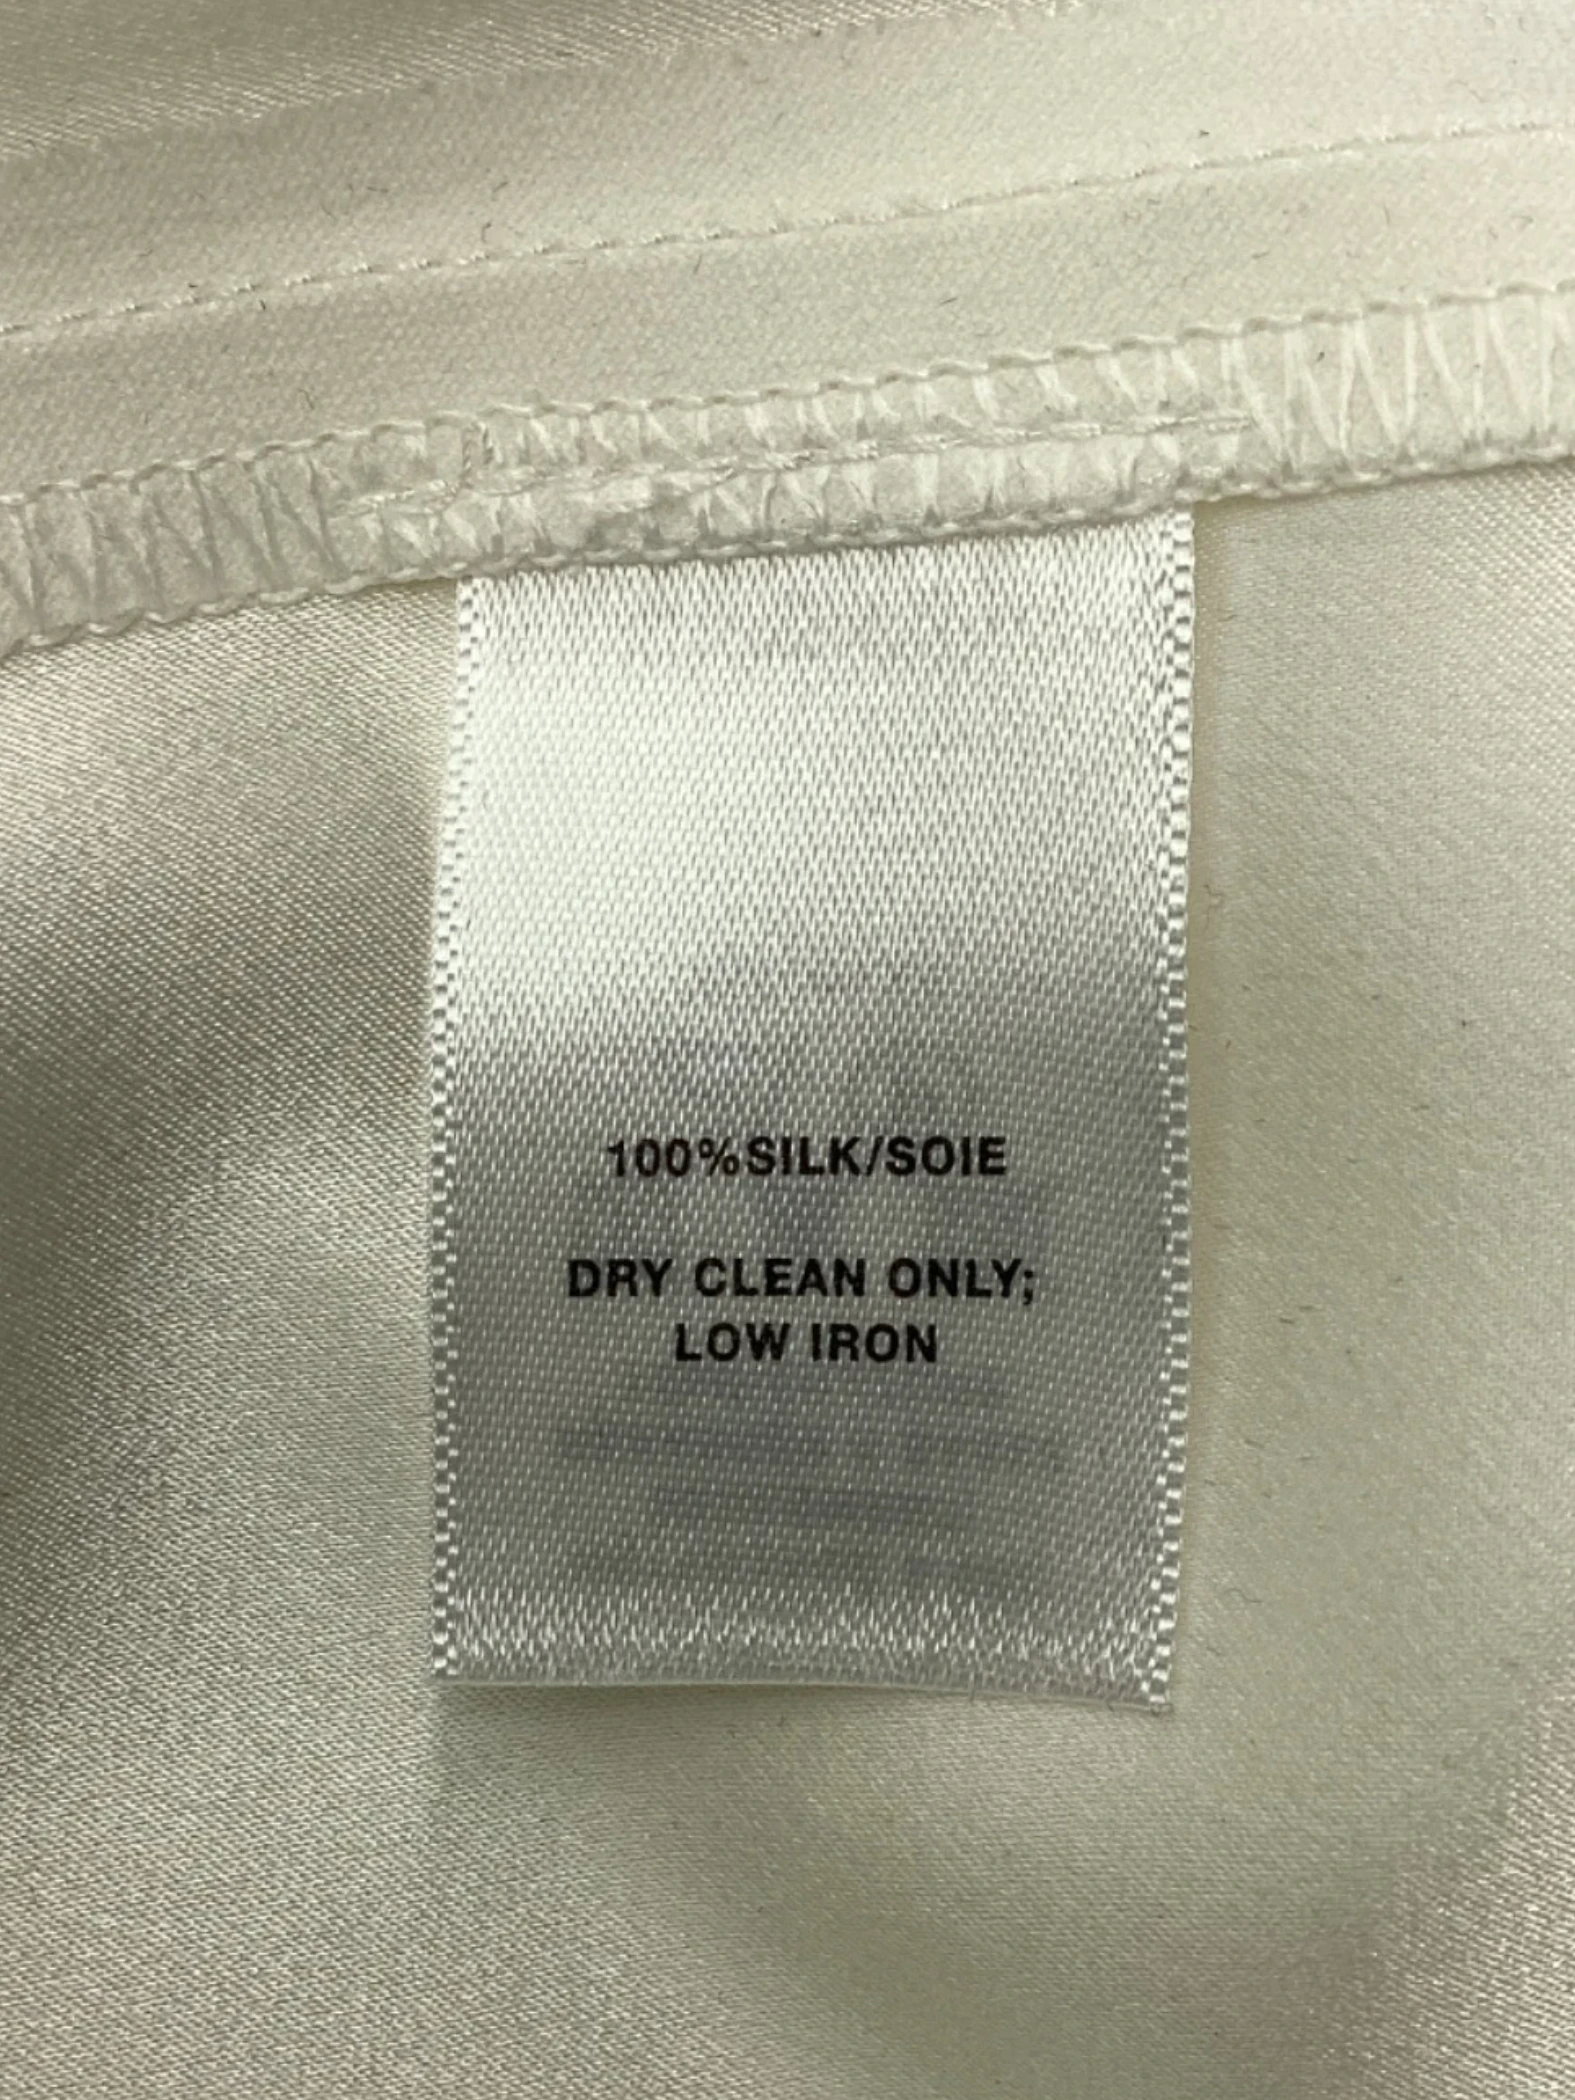 100%SILK/SOIE
DRY CLEAN ONLY;
LOW IRON